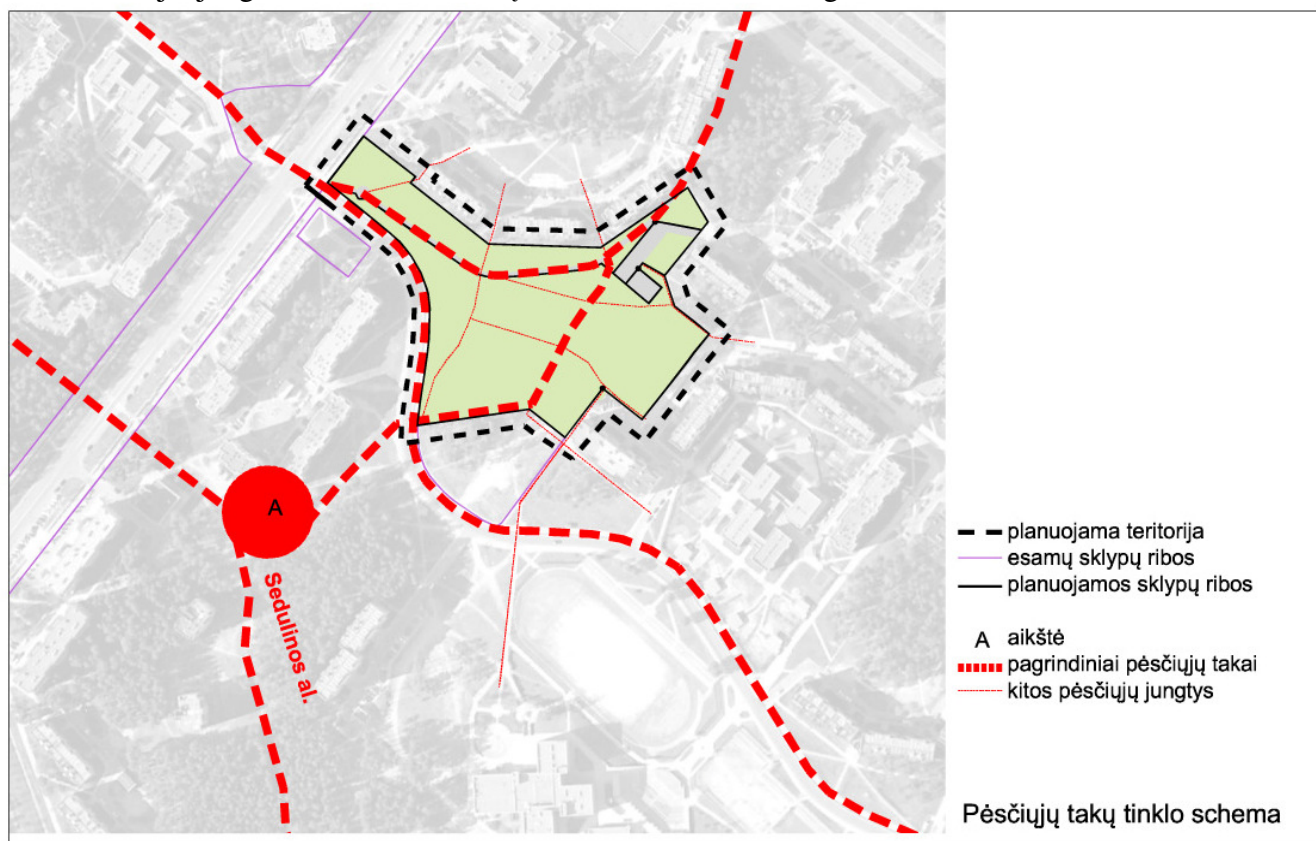 A
Sedulinos al.
planuojama teritorija
esamų sklypų ribos
planuojamos sklypų ribos
A aikštė
pagrindiniai pėsčiųjų takai
kitos pėsčiųjų jungtys
Pėsčiųjų takų tinklo schema